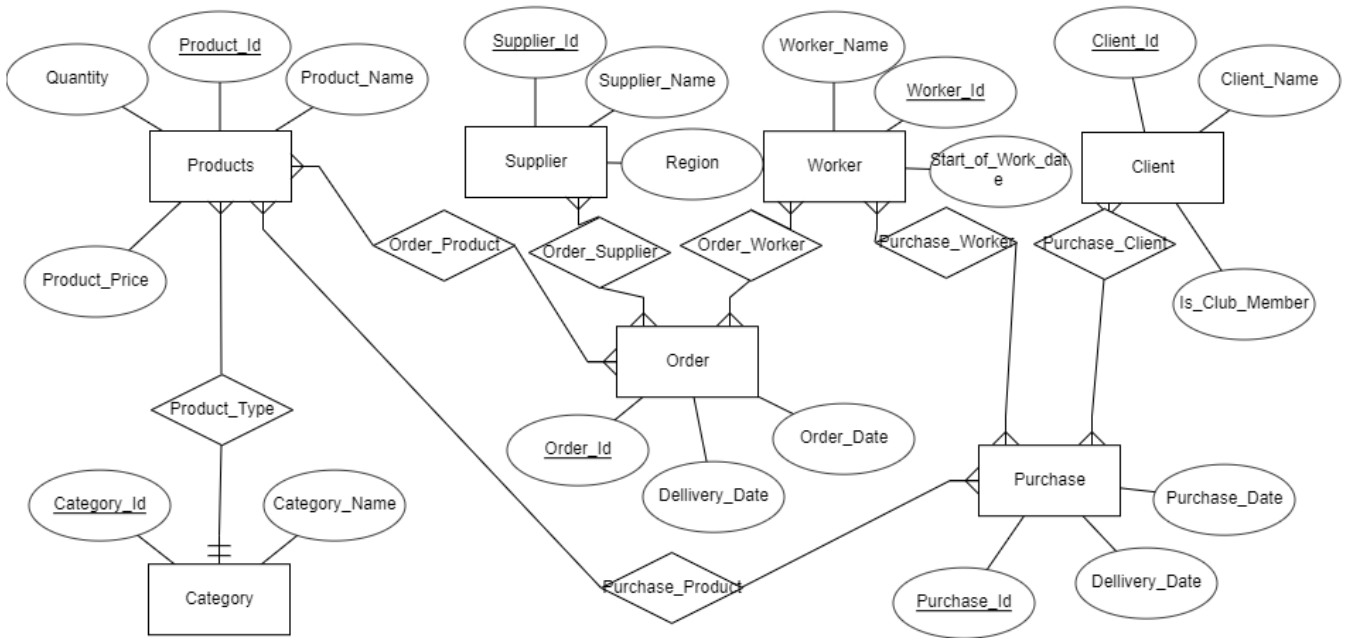 Product_Id
Supplier_Id
Worker_Name
Client_Id
Quantity
Product_Name
Supplier_Name
Worker_Id
Client_Name
Products
Supplier
Region
Worker
Start_of_Work_dat
e
Client
Order_Product
Order_Supplier
Order_Worker
Purchase_Worker
Purchase_Client
Product_Price
Is_Club_Member
Order
Product_Type
Order_Id
Order_Date
Dellivery_Date
Category_Id
Category_Name
Purchase
Purchase_Date
Category
Purchase_Product
Purchase_Id
Dellivery_Date